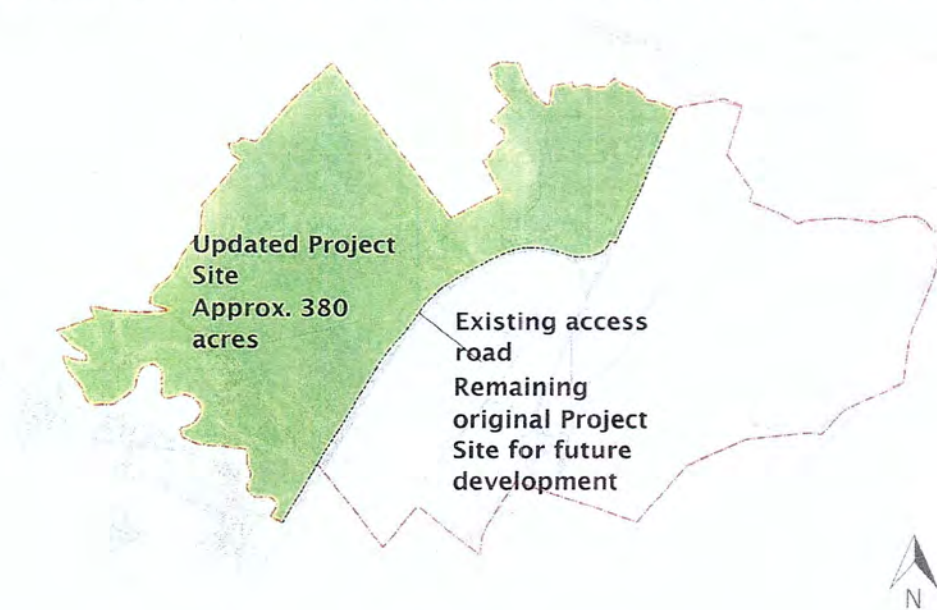 Updated Project
Site
Approx. 380
acres
Existing access
road
Remaining
original Project
Site for future
development
N